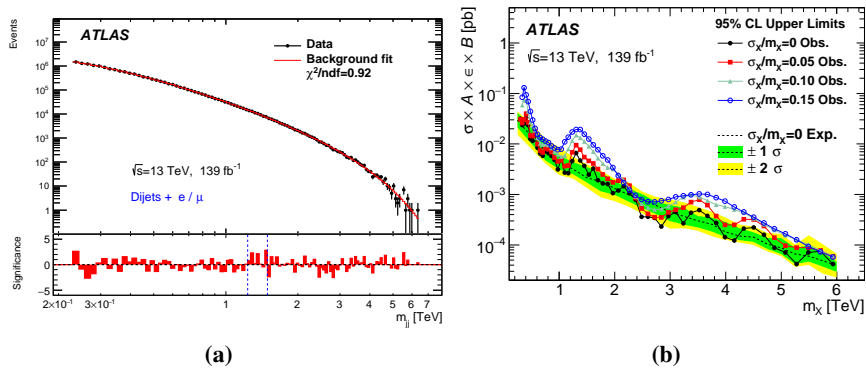 Events
ATLAS
Data
Background fit
χ²/ndf=0.92
10⁷
10⁶
10⁵
10⁴
10³
10²
10
1
√s=13 TeV, 139 fb⁻¹
Dijets + e / μ
Significance
5
0
−5
2×10⁻¹ 3×10⁻¹ 1 2 3 4 5 6 7
m_jj [TeV]
(a)
σ × A × ϵ × B [pb]
ATLAS
√s=13 TeV, 139 fb⁻¹
95% CL Upper Limits
σ_X/m_X=0 Obs.
σ_X/m_X=0.05 Obs.
σ_X/m_X=0.10 Obs.
σ_X/m_X=0.15 Obs.
σ_X/m_X=0 Exp.
± 1 σ
± 2 σ
1
10⁻¹
10⁻²
10⁻³
10⁻⁴
1 2 3 4 5 6
m_X [TeV]
(b)